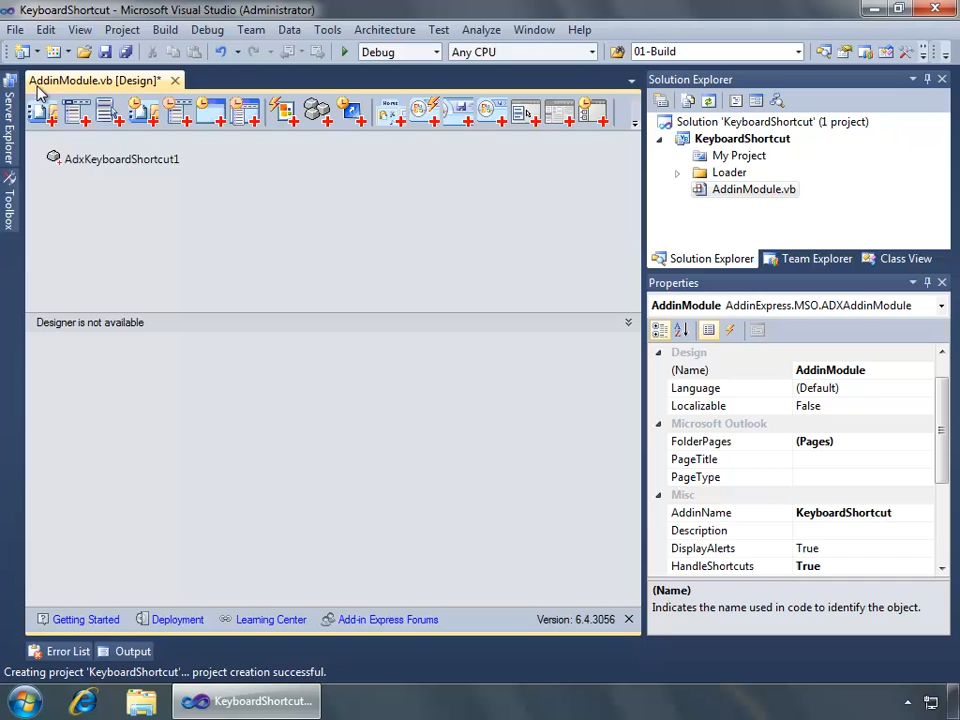 KeyboardShortcut - Microsoft Visual Studio (Administrator)
File Edit View Project Build Debug Team Data Tools Architecture Test Analyze Window Help
Debug Any CPU 01-Build
AddinModule.vb [Design]*
Server Explorer
Toolbox
AdxKeyboardShortcut1
Designer is not available
Getting Started Deployment Learning Center Add-in Express Forums Version: 6.4.3056
Solution Explorer
Solution 'KeyboardShortcut' (1 project)
KeyboardShortcut
My Project
Loader
AddinModule.vb
Solution Explorer Team Explorer Class View
Properties
AddinModule AddinExpress.MSO.ADXAddinModule
Design
(Name) AddinModule
Language (Default)
Localizable False
Microsoft Outlook
FolderPages (Pages)
PageTitle
PageType
Misc
AddinName KeyboardShortcut
Description
DisplayAlerts True
HandleShortcuts True
(Name)
Indicates the name used in code to identify the object.
Error List Output
Creating project 'KeyboardShortcut'... project creation successful.
KeyboardShortcut...